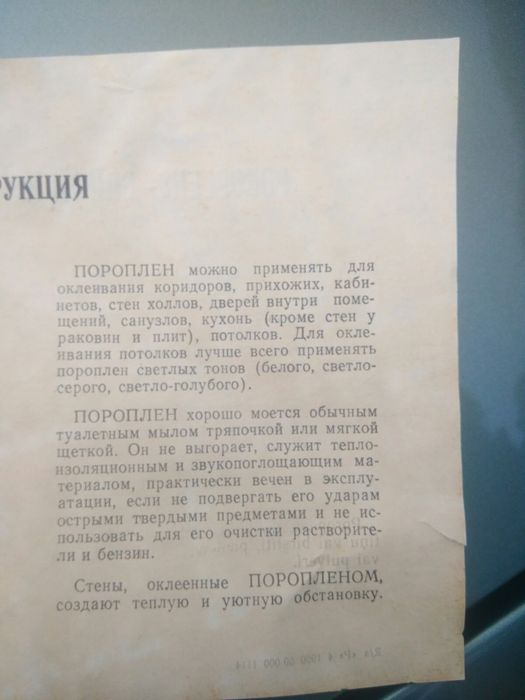 РУКЦИЯ
ПОРОПЛЕН можно применять для
оклеивания коридоров, прихожих, каби-
нетов, стен холлов, дверей внутри поме-
щений, санузлов, кухонь (кроме стен у
раковин и плит), потолков. Для окле-
ивания потолков лучше всего применять
пороплен светлых тонов (белого, светло-
серого, светло-голубого).
ПОРОПЛЕН хорошо моется обычным
туалетным мылом тряпочкой или мягкой
щеткой. Он не выгорает, служит тепло-
изоляционным и звукопоглощающим ма-
териалом, практически вечен в эксплу-
атации, если не подвергать его ударам
острыми твердыми предметами и не ис-
пользовать для его очистки растворите-
ли и бензин.
Стены, оклеенные ПОРОПЛЕНОМ,
создают теплую и уютную обстановку.